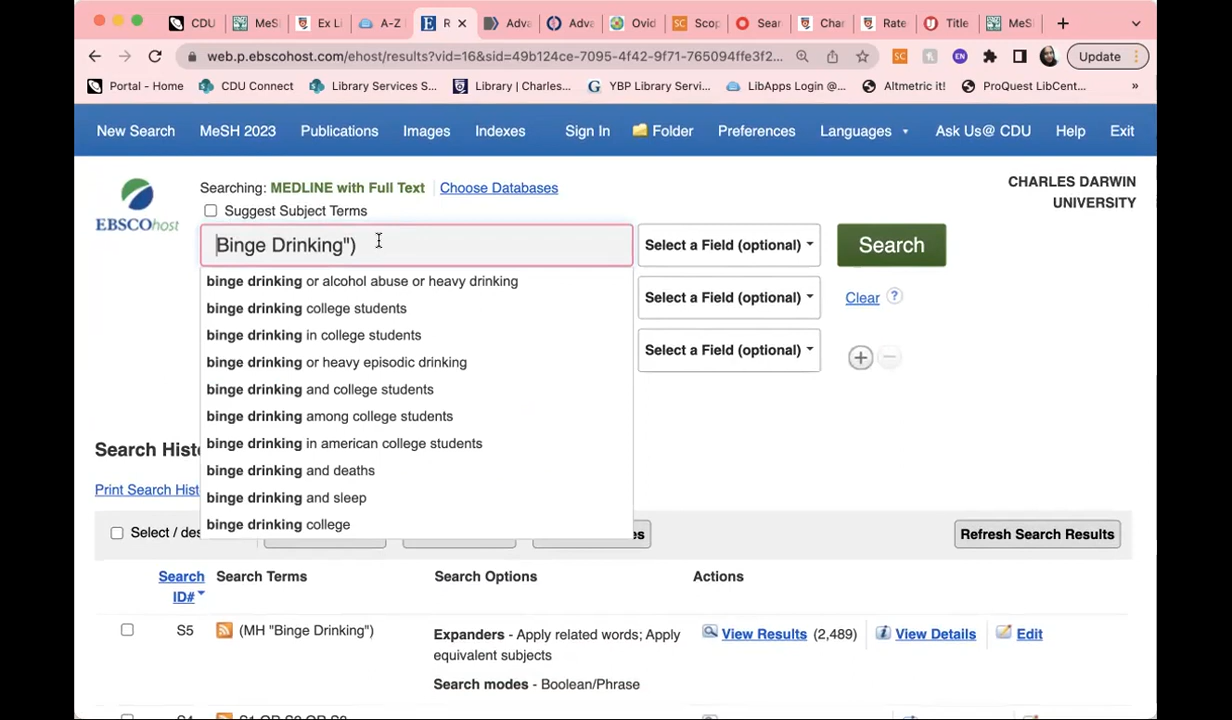 CDU
MeSH
Ex Li
A-Z
R
Adva
Adva
Ovid
Scop
Sear
Char
Rate
Title
MeS
web.p.ebscohost.com/ehost/results?vid=16&sid=49b124ce-7095-4f42-9f71-765094ffe3f2...
SC
EN
Update
Portal - Home
CDU Connect
Library Services S...
Library | Charles...
YBP Library Servi...
LibApps Login @...
Altmetric it!
ProQuest LibCent...
»
New Search
MeSH 2023
Publications
Images
Indexes
Sign In
Folder
Preferences
Languages
Ask Us@ CDU
Help
Exit
EBSCOhost
Searching: MEDLINE with Full Text
Choose Databases
Suggest Subject Terms
CHARLES DARWIN
UNIVERSITY
Binge Drinking")
Select a Field (optional)
Search
binge drinking or alcohol abuse or heavy drinking
binge drinking college students
binge drinking in college students
binge drinking or heavy episodic drinking
binge drinking and college students
binge drinking among college students
binge drinking in american college students
binge drinking and deaths
binge drinking and sleep
binge drinking college
Select a Field (optional)
Clear
?
Select a Field (optional)
Search Hist
Print Search Hist
Select / des
es
Refresh Search Results
Search
ID#
Search Terms
Search Options
Actions
S5
(MH "Binge Drinking")
Expanders - Apply related words; Apply
equivalent subjects
Search modes - Boolean/Phrase
View Results (2,489)
View Details
Edit